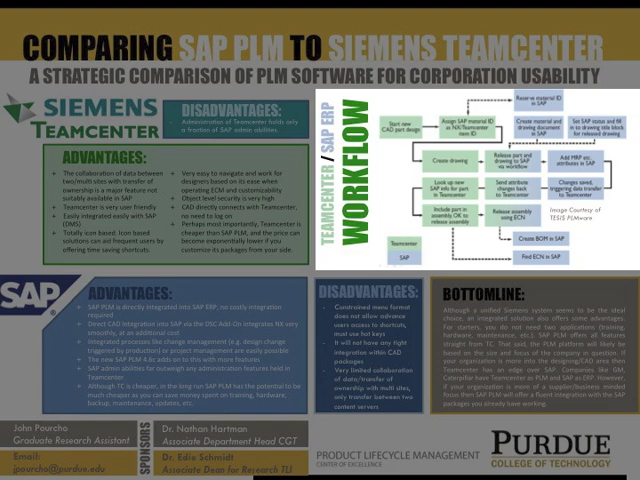 COMPARING SAP PLM TO SIEMENS TEAMCENTER
A STRATEGIC COMPARISON OF PLM SOFTWARE FOR CORPORATION USABILITY
SIEMENS
TEAMCENTER
DISADVANTAGES:
- Administration of Teamcenter holds only
a fraction of SAP admin abilities.
ADVANTAGES:
+ The collaboration of data between
two/multi sites with transfer of
ownership is a major feature not
suitably available in SAP
+ Teamcenter is very user friendly
+ Easily integrated easily with SAP
(DMS)
+ Totally icon based. Icon based
solutions can aid frequent users by
offering time saving shortcuts.
+ Very easy to navigate and work for
designers based on its ease when
operating ECM and customizability
+ Object level security is very high
+ CAD directly connects with Teamcenter,
no need to log on
+ Perhaps most importantly, Teamcenter is
cheaper than SAP PLM, and the price can
become exponentially lower if you
customize its packages from your side.
TEAMCENTER / SAP ERP
WORKFLOW
Reserve material ID
in SAP
Start new
CAD part design
Assign SAP material ID
as NX/Teamcenter
item ID
Create material and
drawing document
in SAP
Set SAP status and fill
in to drawing title block
for released drawing
Create drawing
Release part and
drawing to SAP
via workflow
Add MRP etc.
attributes in SAP
Look up new
SAP info for part
in Teamcenter
Send attribute
changes back to
Teamcenter
Changes saved,
triggering data transfer to
Teamcenter
Include part in
assembly, OK to
release assembly
Release assembly
using ECN
Image Courtesy of
TESIS PLMware
Create BOM in SAP
Teamcenter
SAP
Find ECN in SAP
SAP
ADVANTAGES:
+ SAP PLM is directly integrated into SAP ERP, no costly integration
required
+ Direct CAD integration into SAP via the DSC Add-On integrates NX very
smoothly, at an additional cost
+ Integrated processes like change management (e.g. design change
triggered by production) or project management are easily possible
+ The new SAP PLM 4.6c adds on to this with more features
+ SAP admin abilities far outweigh any administration features held in
Teamcenter
+ Although TC is cheaper, in the long run SAP PLM has the potential to be
much cheaper as you can save money spent on training, hardware,
backup, maintenance, updates, etc.
DISADVANTAGES:
- Constrained menu format
does not allow advance
users access to shortcuts,
must use hot keys
- It will not have any tight
integration within CAD
packages
- Very limited collaboration
of data/transfer of
ownership with multi sites,
only transfer between two
content servers
BOTTOMLINE:
Although a unified Siemens system seems to be the ideal
choice, an integrated solution also offers some advantages.
For starters, you do not need two applications (training,
hardware, maintenance, etc.). SAP PLM offers all features
straight from TC. That said, the PLM platform will likely be
based on the size and focus of the company in question. If
your organization is more into the designing/CAD area then
Teamcenter has an edge over SAP. Companies like GM,
Caterpillar have Teamcenter as PLM and SAP as ERP. However,
if your organization is more of a supplier/business minded
focus then SAP PLM will offer a fluent integration with the SAP
packages you already have working.
John Pourcho
Graduate Research Assistant
Email:
jpourcho@purdue.edu
SPONSORS
Dr. Nathan Hartman
Associate Department Head CGT
Dr. Edie Schmidt
Associate Dean for Research TLI
PRODUCT LIFECYCLE MANAGEMENT
CENTER OF EXCELLENCE
PURDUE
COLLEGE OF TECHNOLOGY